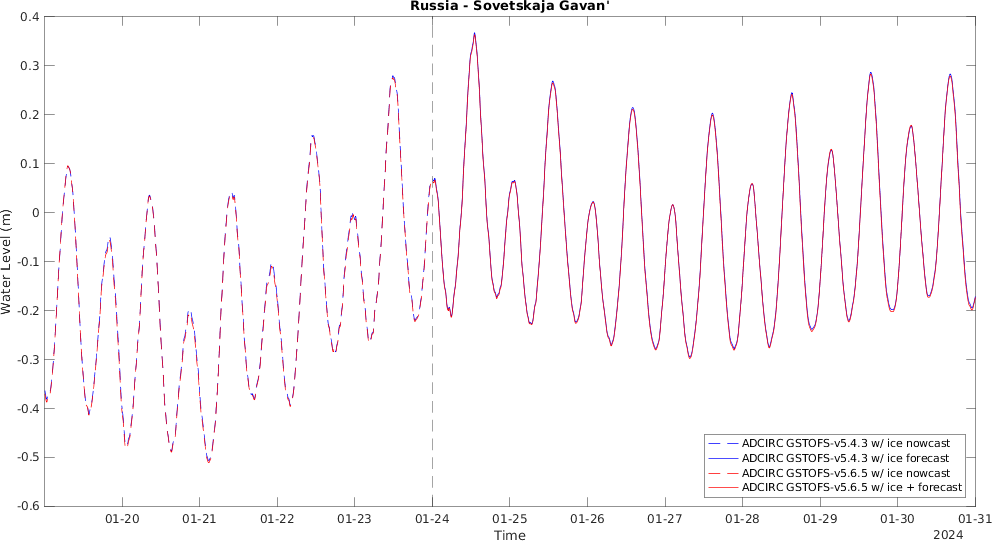 Russia - Sovetskaja Gavan'
Water Level (m)
0.4
0.3
0.2
0.1
0
-0.1
-0.2
-0.3
-0.4
-0.5
-0.6
ADCIRC GSTOFS-v5.4.3 w/ ice nowcast
ADCIRC GSTOFS-v5.4.3 w/ ice forecast
ADCIRC GSTOFS-v5.6.5 w/ ice nowcast
ADCIRC GSTOFS-v5.6.5 w/ ice + forecast
01-20 01-21 01-22 01-23 01-24 01-25 01-26 01-27 01-28 01-29 01-30 01-31
Time
2024